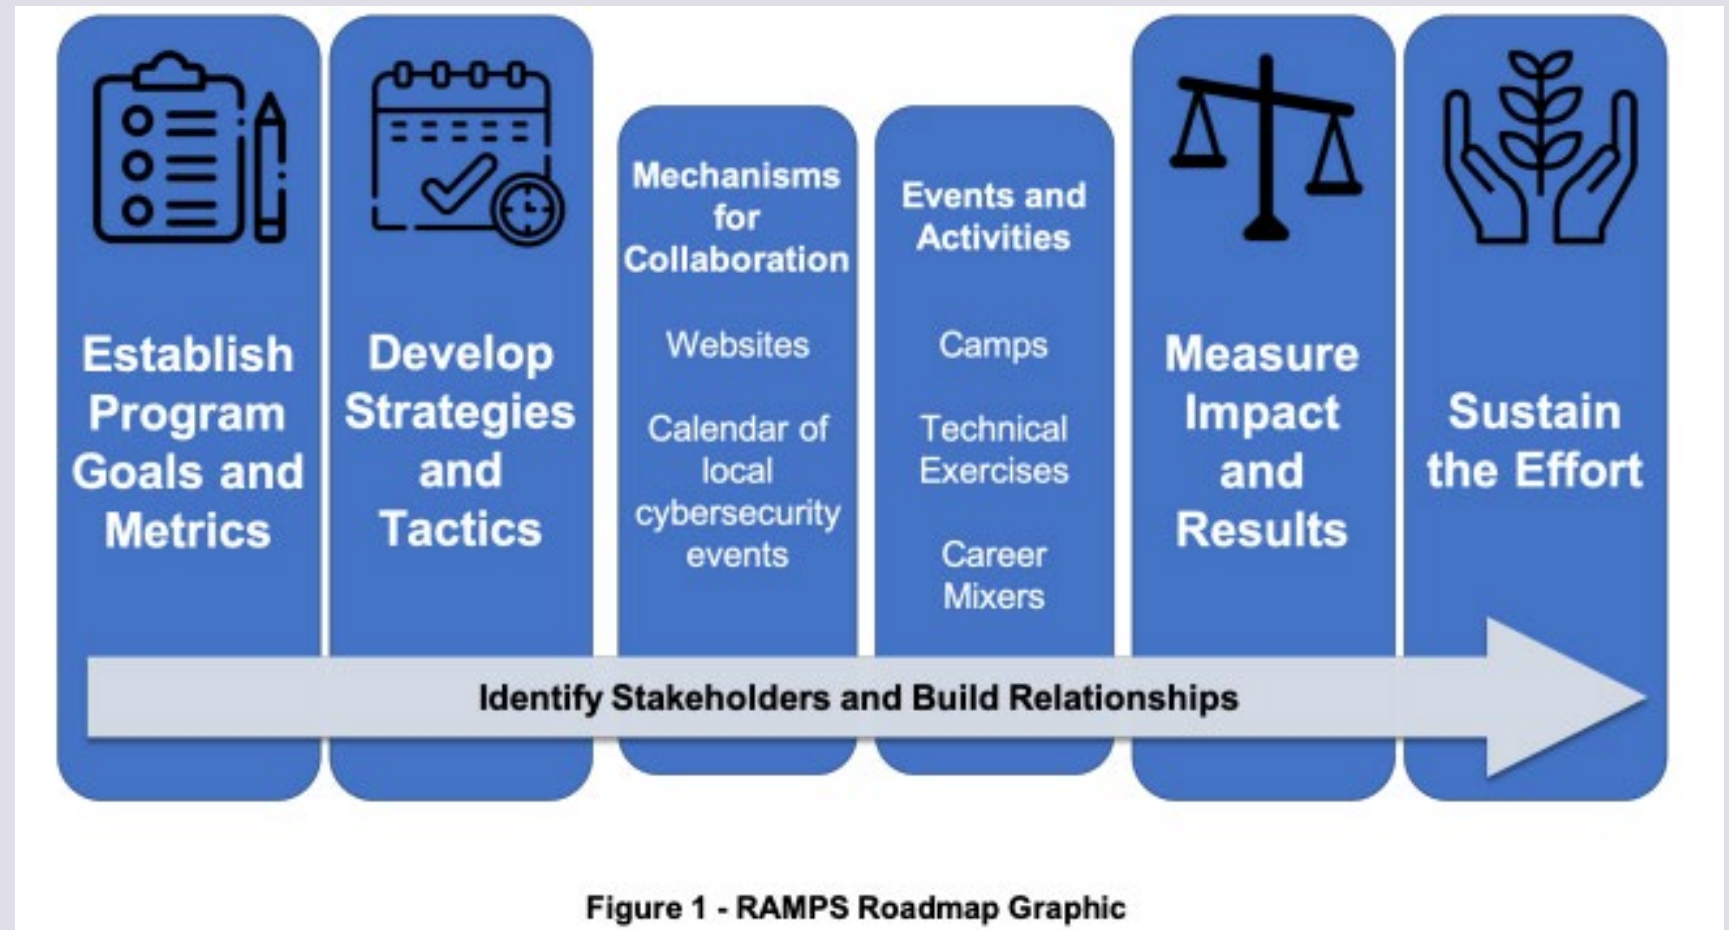 Establish
Program
Goals and
Metrics
Develop
Strategies
and
Tactics
Mechanisms
for
Collaboration
Websites
Calendar of
local
cybersecurity
events
Events and
Activities
Camps
Technical
Exercises
Career
Mixers
Measure
Impact
and
Results
Sustain
the Effort
Identify Stakeholders and Build Relationships
Figure 1 - RAMPS Roadmap Graphic